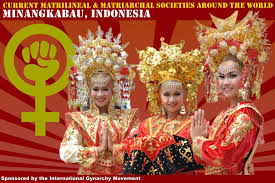 CURRENT MATRILINEAL & MATRIARCHAL SOCIETIES AROUND THE WORLD
MINANGKABAU, INDONESIA
Sponsored by the International Gynarchy Movement